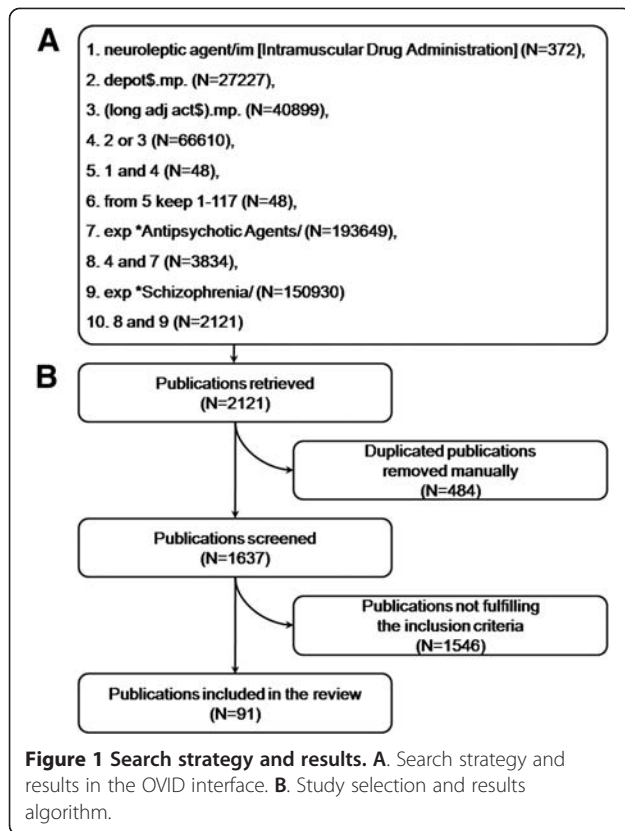 A
1. neuroleptic agent/im [Intramuscular Drug Administration] (N=372),
2. depot$.mp. (N=27227),
3. (long adj act$).mp. (N=40899),
4. 2 or 3 (N=66610),
5. 1 and 4 (N=48),
6. from 5 keep 1-117 (N=48),
7. exp *Antipsychotic Agents/ (N=193649),
8. 4 and 7 (N=3834),
9. exp *Schizophrenia/ (N=150930)
10. 8 and 9 (N=2121)
B
Publications retrieved
(N=2121)
Duplicated publications
removed manually
(N=484)
Publications screened
(N=1637)
Publications not fulfilling
the inclusion criteria
(N=1546)
Publications included in the review
(N=91)
Figure 1 Search strategy and results. A. Search strategy and
results in the OVID interface. B. Study selection and results
algorithm.